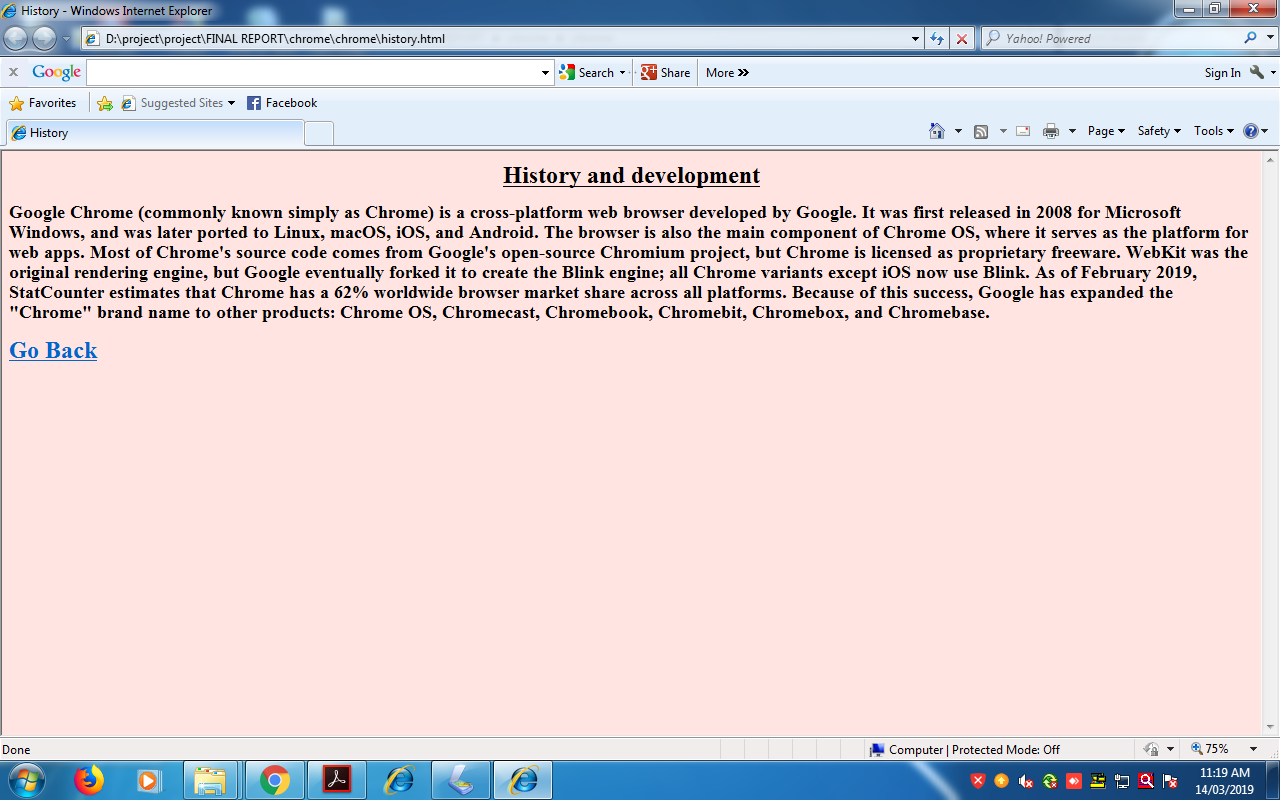 History - Windows Internet Explorer
D:\project\project\FINAL REPORT\chrome\chrome\history.html
Yahoo! Powered
x Google Search Share More » Sign In
Favorites Suggested Sites Facebook
History Page Safety Tools
History and development
Google Chrome (commonly known simply as Chrome) is a cross-platform web browser developed by Google. It was first released in 2008 for Microsoft
Windows, and was later ported to Linux, macOS, iOS, and Android. The browser is also the main component of Chrome OS, where it serves as the platform for
web apps. Most of Chrome's source code comes from Google's open-source Chromium project, but Chrome is licensed as proprietary freeware. WebKit was the
original rendering engine, but Google eventually forked it to create the Blink engine; all Chrome variants except iOS now use Blink. As of February 2019,
StatCounter estimates that Chrome has a 62% worldwide browser market share across all platforms. Because of this success, Google has expanded the
"Chrome" brand name to other products: Chrome OS, Chromecast, Chromebook, Chromebit, Chromebox, and Chromebase.
Go Back
Done Computer | Protected Mode: Off 75%
11:19 AM
14/03/2019